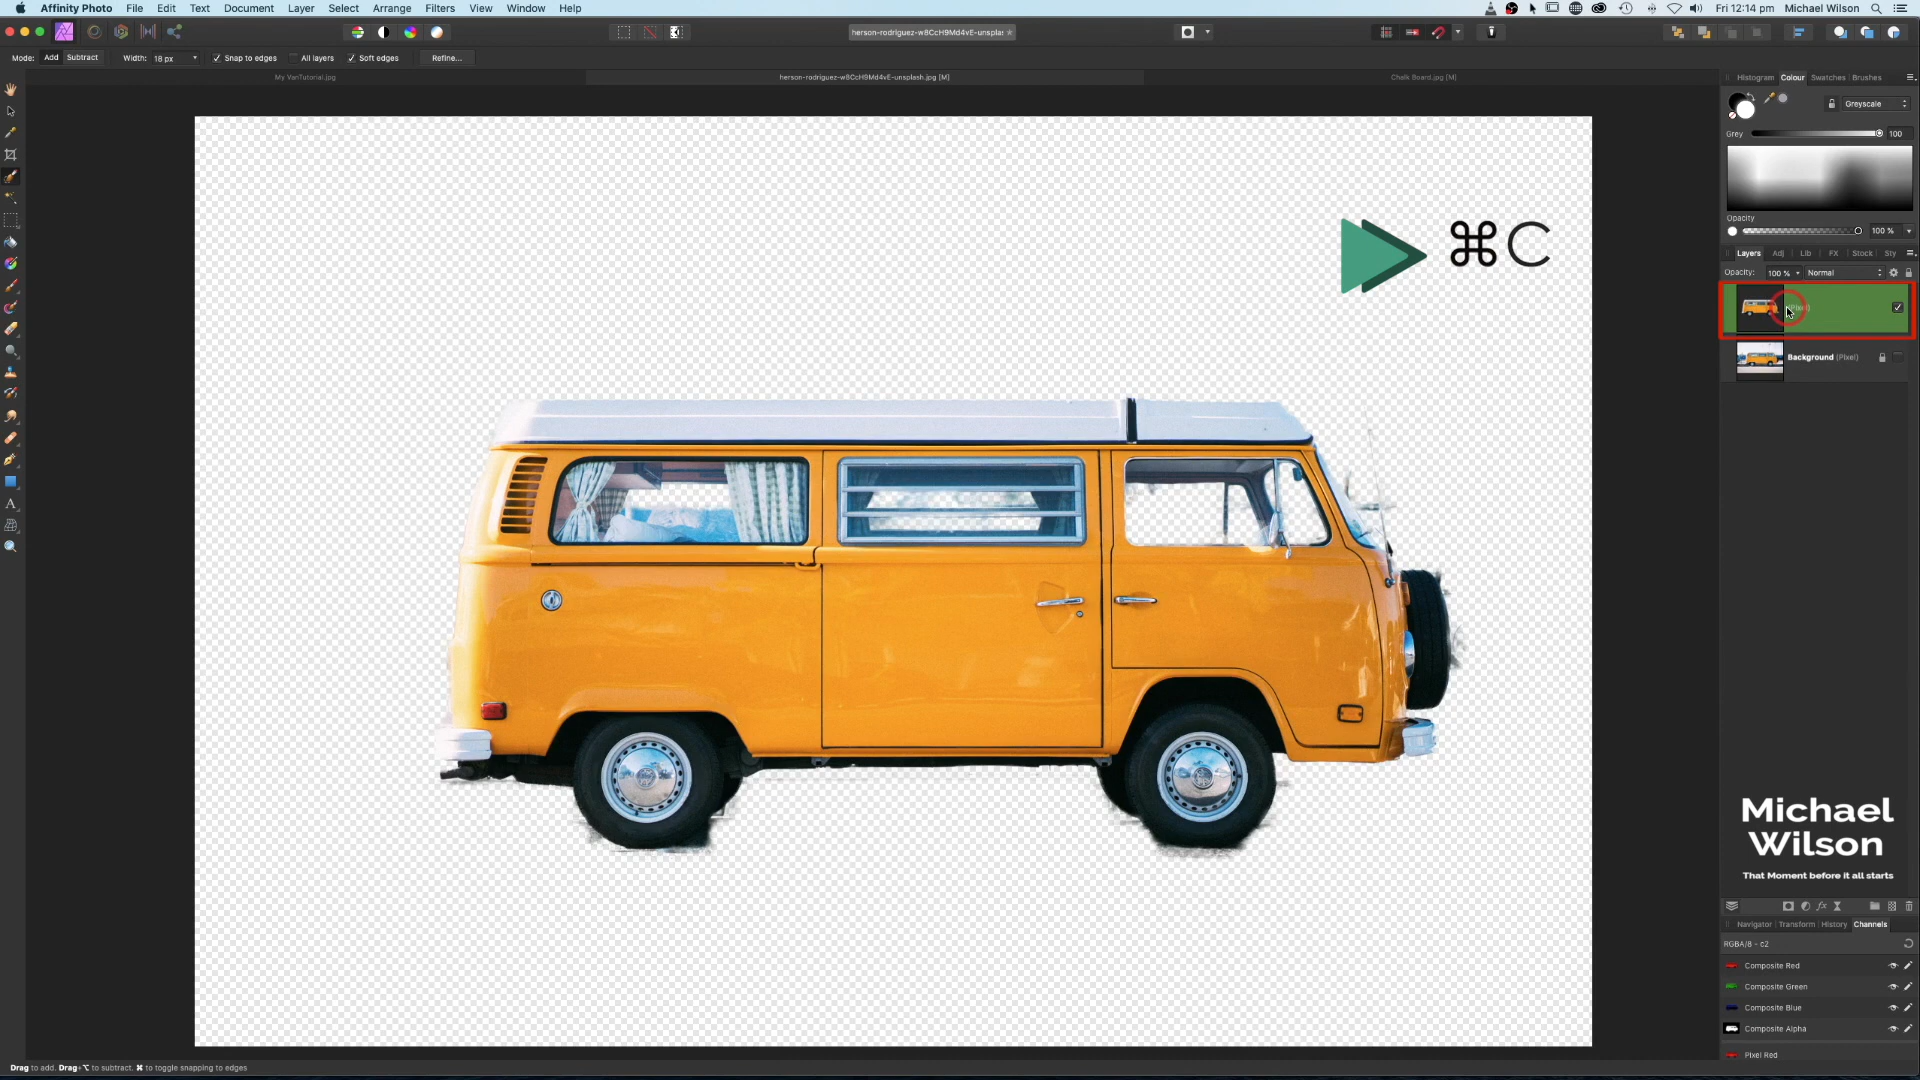 Affinity Photo File Edit Text Document Layer Select Arrange Filters View Window Help
Fri 12:14 pm Michael Wilson
herson-rodriguez-w8CcH9Md4vE-unsplas
Mode: Add Subtract Width: 18 px Snap to edges All layers Soft edges Refine...
My VanTutorial.jpg herson-rodriguez-w8CcH9Md4vE-unsplash.jpg [M] Chalk Board.jpg [M]
Histogram Colour Swatches Brushes
Greyscale
Grey 100
Opacity
100 %
⌘C
Layers Adj Lib FX Stock Sty
Opacity: 100 % Normal
(Pixel)
Background (Pixel)
Michael
Wilson
That Moment before it all starts
Navigator Transform History Channels
RGBA/8 - c2
Composite Red
Composite Green
Composite Blue
Composite Alpha
Pixel Red
Drag to add. Drag+⌥ to subtract. ⌘ to toggle snapping to edges